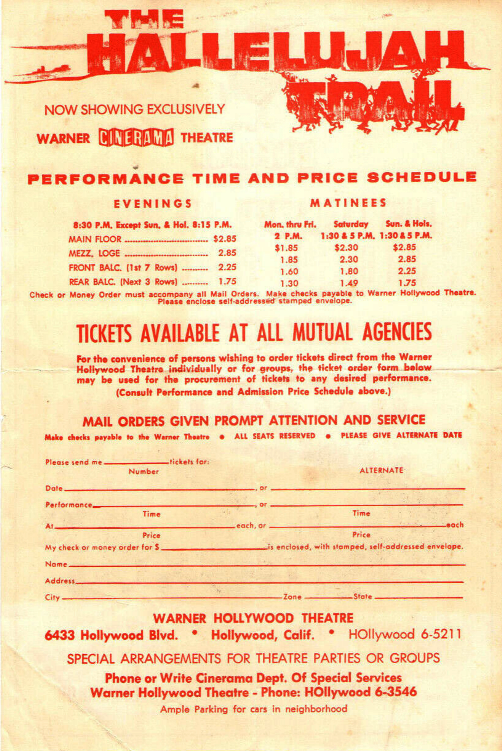 THE
HALLELUJAH
TRAIL
NOW SHOWING EXCLUSIVELY
WARNER CINERAMA THEATRE
PERFORMANCE TIME AND PRICE SCHEDULE
EVENINGS MATINEES
8:30 P.M. Except Sun. & Hol. 8:15 P.M. Mon. thru Fri. Saturday Sun. & Hols.
2 P.M. 1:30 & 5 P.M. 1:30 & 5 P.M.
MAIN FLOOR $2.85 $1.85 $2.30 $2.85
MEZZ, LOGE 2.85 1.85 2.30 2.85
FRONT BALC. (1st 7 Rows) 2.25 1.60 1.80 2.25
REAR BALC. (Next 3 Rows) 1.75 1.30 1.49 1.75
Check or Money Order must accompany all Mail Orders. Make checks payable to Warner Hollywood Theatre.
Please enclose self-addressed stamped envelope.
TICKETS AVAILABLE AT ALL MUTUAL AGENCIES
For the convenience of persons wishing to order tickets direct from the Warner
Hollywood Theatre individually or for groups, the ticket order form below
may be used for the procurement of tickets to any desired performance.
(Consult Performance and Admission Price Schedule above.)
MAIL ORDERS GIVEN PROMPT ATTENTION AND SERVICE
Make checks payable to the Warner Theatre • ALL SEATS RESERVED • PLEASE GIVE ALTERNATE DATE
Please send me ________ tickets for:
Number ALTERNATE
Date ________, or ________
Performance ________, or ________
Time Time
At ________ each, or ________ each
Price Price
My check or money order for $ ________ is enclosed, with stamped, self-addressed envelope.
Name ________
Address ________
City ________ Zone ________ State ________
WARNER HOLLYWOOD THEATRE
6433 Hollywood Blvd. • Hollywood, Calif. • HOllywood 6-5211
SPECIAL ARRANGEMENTS FOR THEATRE PARTIES OR GROUPS
Phone or Write Cinerama Dept. Of Special Services
Warner Hollywood Theatre - Phone: HOllywood 6-3546
Ample Parking for cars in neighborhood